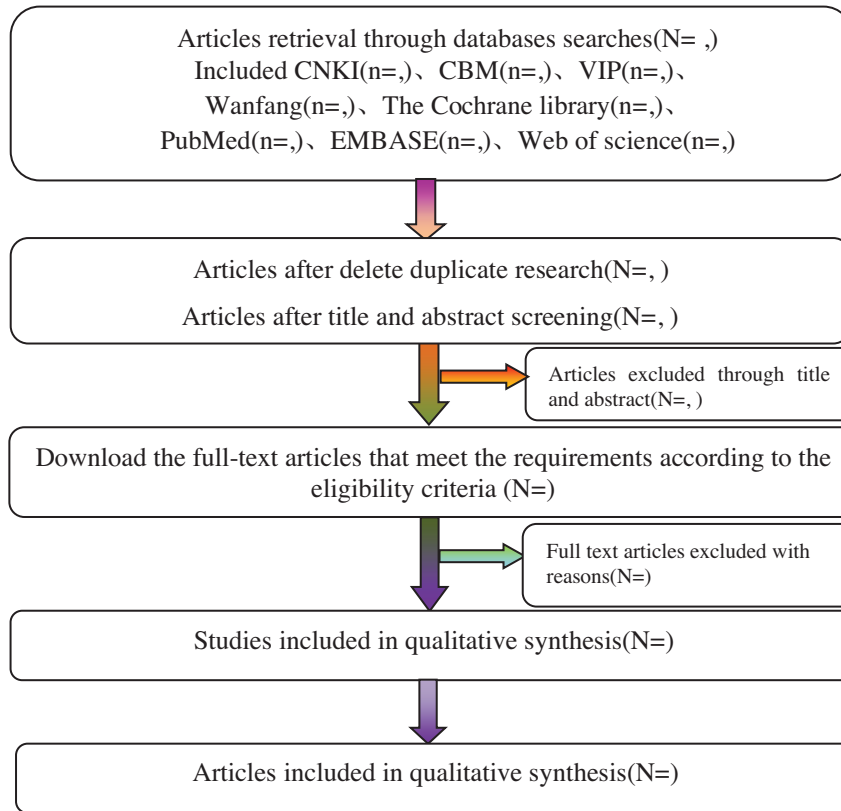 Articles retrieval through databases searches(N= ,)
Included CNKI(n=,)、CBM(n=,)、VIP(n=,)、
Wanfang(n=,)、The Cochrane library(n=,)、
PubMed(n=,)、EMBASE(n=,)、Web of science(n=,)
Articles after delete duplicate research(N=, )
Articles after title and abstract screening(N=, )
Articles excluded through title
and abstract(N=, )
Download the full-text articles that meet the requirements according to the
eligibility criteria (N=)
Full text articles excluded with
reasons(N=)
Studies included in qualitative synthesis(N=)
Articles included in qualitative synthesis(N=)